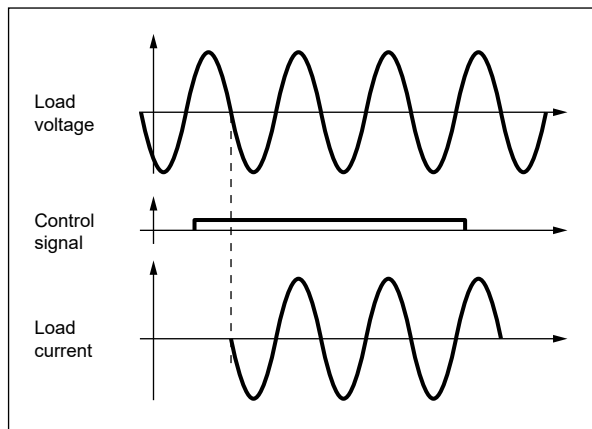 Load
voltage
Control
signal
Load
current